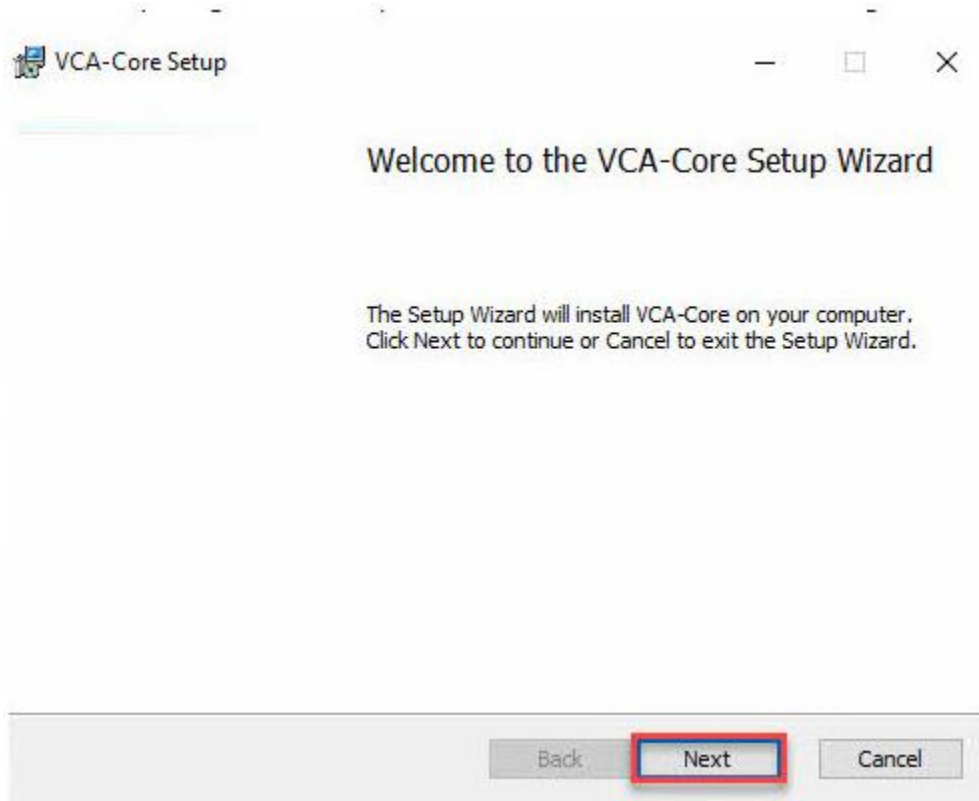 VCA-Core Setup
Welcome to the VCA-Core Setup Wizard
The Setup Wizard will install VCA-Core on your computer.
Click Next to continue or Cancel to exit the Setup Wizard.
Back Next Cancel